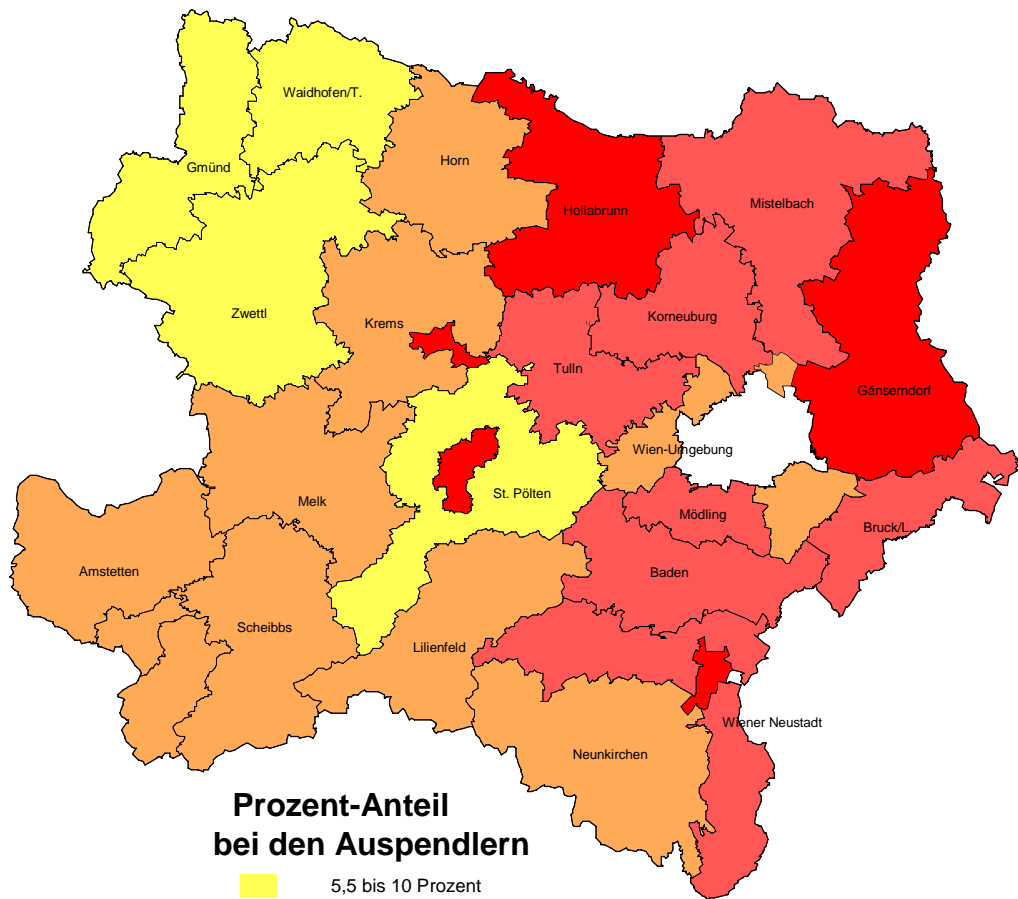 Waidhofen/T.
Gmünd
Horn
Hollabrunn
Mistelbach
Zwettl
Krems
Korneuburg
Tulln
Gänserndorf
Wien-Umgebung
Melk
St. Pölten
Mödling
Bruck/L.
Amstetten
Baden
Scheibbs
Lilienfeld
Wiener Neustadt
Neunkirchen
Prozent-Anteil
bei den Auspendlern
5,5 bis 10 Prozent